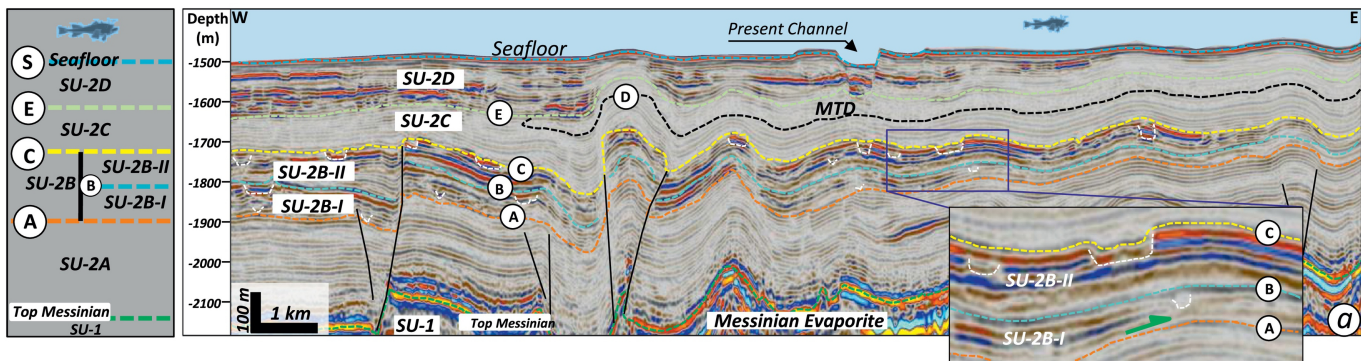 S
Seafloor
SU-2D
E
SU-2C
C
SU-2B-II
SU-2B
B
SU-2B-I
A
SU-2A
Top Messinian
SU-1
Depth
(m)
W
E
-1500
-1600
-1700
-1800
-1900
-2000
-2100
Seafloor
Present Channel
SU-2D
D
E
MTD
SU-2C
C
SU-2B-II
B
SU-2B-I
A
100 m
1 km
SU-1
Top Messinian
Messinian Evaporite
C
SU-2B-II
B
SU-2B-I
A
a